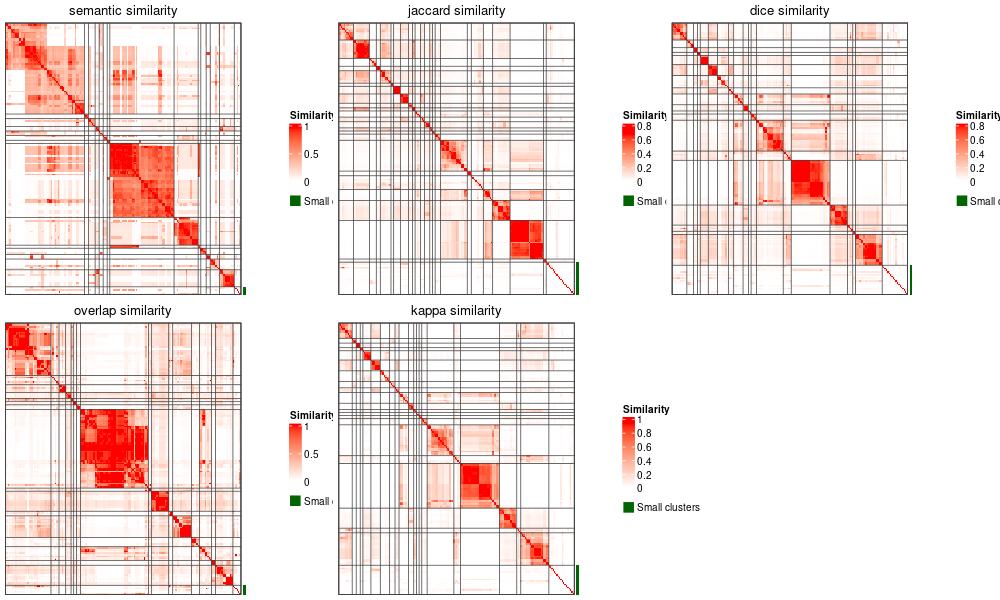 semantic similarity
Similarity
1
0.5
0
Small
jaccard similarity
Similarity
0.8
0.6
0.4
0.2
0
Small
dice similarity
Similarity
0.8
0.6
0.4
0.2
0
Small
overlap similarity
Similarity
1
0.5
0
Small
kappa similarity
Similarity
1
0.8
0.6
0.4
0.2
0
Small clusters